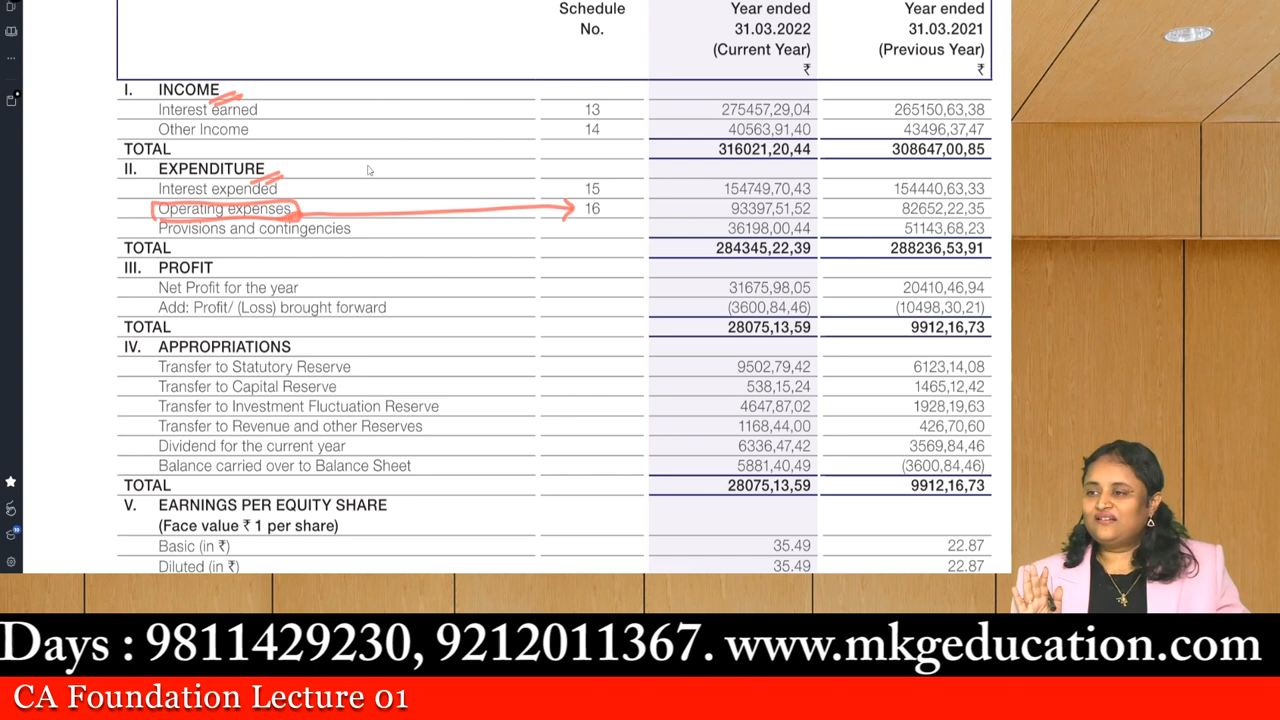 Schedule Year ended Year ended
No. 31.03.2022 31.03.2021
(Current Year) (Previous Year)
₹ ₹
I. INCOME
Interest earned 13 275457,29,04 265150,63,38
Other Income 14 40563,91,40 43496,37,47
TOTAL 316021,20,44 308647,00,85
II. EXPENDITURE
Interest expended 15 154749,70,43 154440,63,33
Operating expenses 16 93397,51,52 82652,22,35
Provisions and contingencies 36198,00,44 51143,68,23
TOTAL 284345,22,39 288236,53,91
III. PROFIT
Net Profit for the year 31675,98,05 20410,46,94
Add: Profit/ (Loss) brought forward (3600,84,46) (10498,30,21)
TOTAL 28075,13,59 9912,16,73
IV. APPROPRIATIONS
Transfer to Statutory Reserve 9502,79,42 6123,14,08
Transfer to Capital Reserve 538,15,24 1465,12,42
Transfer to Investment Fluctuation Reserve 4647,87,02 1928,19,63
Transfer to Revenue and other Reserves 1168,44,00 426,70,60
Dividend for the current year 6336,47,42 3569,84,46
Balance carried over to Balance Sheet 5881,40,49 (3600,84,46)
TOTAL 28075,13,59 9912,16,73
V. EARNINGS PER EQUITY SHARE
(Face value ₹ 1 per share)
Basic (in ₹) 35.49 22.87
Diluted (in ₹) 35.49 22.87
Days : 9811429230, 9212011367. www.mkgeducation.com
CA Foundation Lecture 01